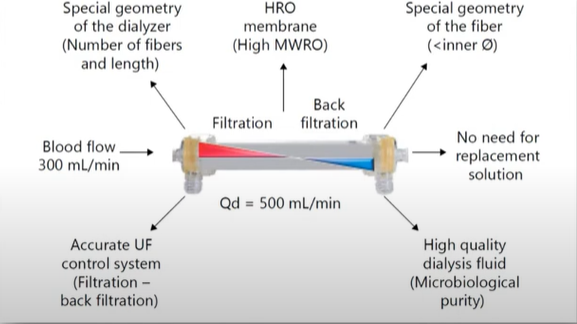 Special geometry
of the dialyzer
(Number of fibers
and length)
HRO
membrane
(High MWRO)
Special geometry
of the fiber
(<inner Ø)
Filtration
Back
filtration
Blood flow
300 mL/min
No need for
replacement
solution
Qd = 500 mL/min
Accurate UF
control system
(Filtration –
back filtration)
High quality
dialysis fluid
(Microbiological
purity)